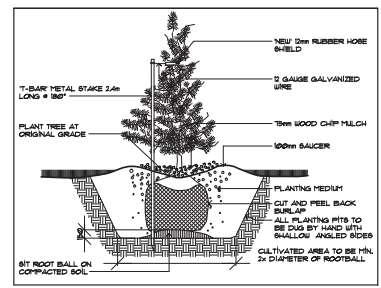 'NEW' 12mm RUBBER HOSE
SHIELD
'T-BAR' METAL STAKE 2.4m
LONG @ 180°
12 GAUGE GALVANIZED
WIRE
PLANT TREE AT
ORIGINAL GRADE
75mm WOOD CHIP MULCH
100mm SAUCER
PLANTING MEDIUM
CUT AND PEEL BACK
BURLAP
ALL PLANTING PITS TO
BE DUG BY HAND WITH
SHALLOW ANGLED SIDES
150
SIT ROOT BALL ON
COMPACTED SOIL
CULTIVATED AREA TO BE MIN.
2x DIAMETER OF ROOTBALL